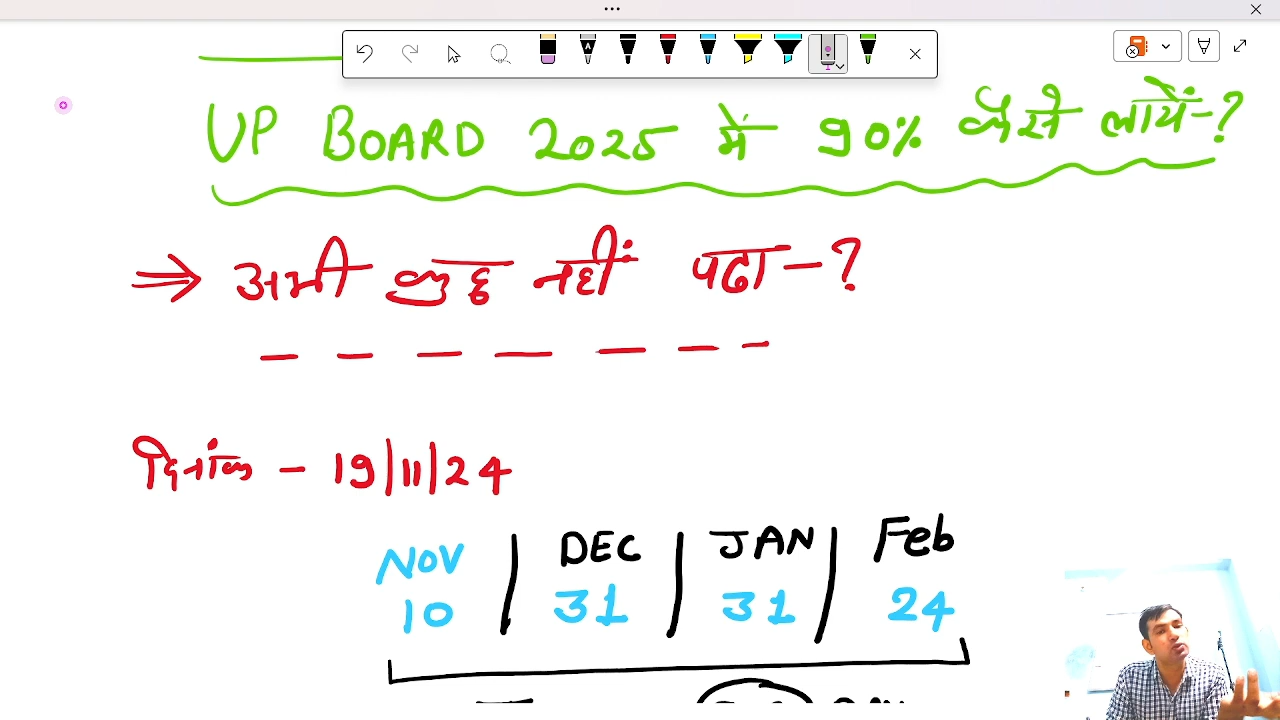 UP BOARD 2025 में 90% कैसे लायें-?
⇒ अभी कुछ नहीं पढा-?
दिनांक - 19/11/24
NOV | DEC | JAN | Feb
10 | 31 | 31 | 24